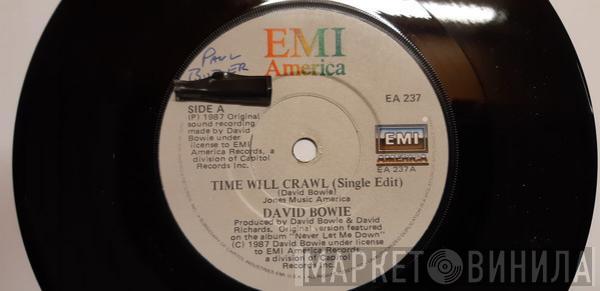 PAUL
EMI
America
SIDE A
(P) 1987 Original
sound recording
made by David
Bowie under
license to EMI
America Records, a
division of Capitol
Records Inc.
EA 237
EMI
AMERICA
EA 237A
TIME WILL CRAWL (Single Edit)
(David Bowie)
Jones Music America
DAVID BOWIE
Produced by David Bowie & David
Richards. Original version featured
on the album "Never Let Me Down"
(C) 1987 David Bowie under license
to EMI America Records
a division of Capitol
Records Inc.
МАРКЕТ ВИНИЛА